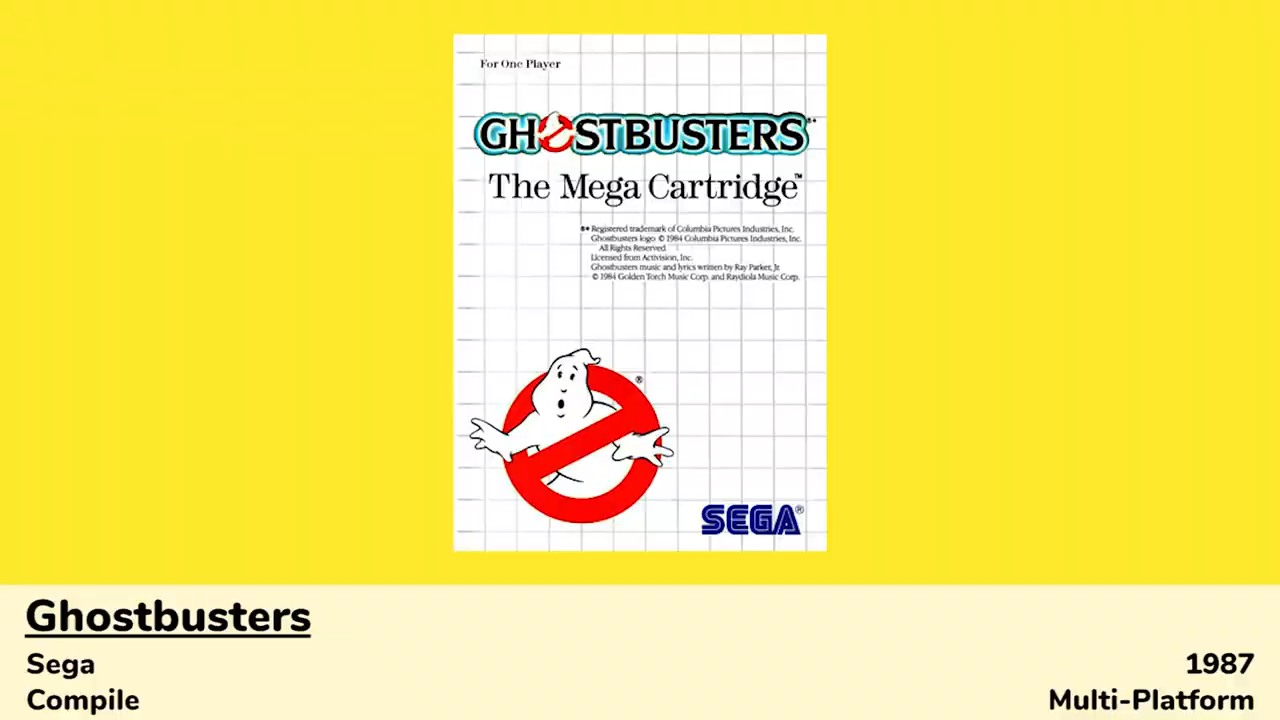 For One Player
GHOSTBUSTERS®*
The Mega Cartridge™
®* Registered trademark of Columbia Pictures Industries, Inc.
Ghostbusters logo © 1984 Columbia Pictures Industries, Inc.
All Rights Reserved
Licensed from Activision, Inc.
Ghostbusters music and lyrics written by Ray Parker, Jr.
© 1984 Golden Torch Music Corp. and Raydiola Music Corp.
®
SEGA®
Ghostbusters
Sega
1987
Compile
Multi-Platform